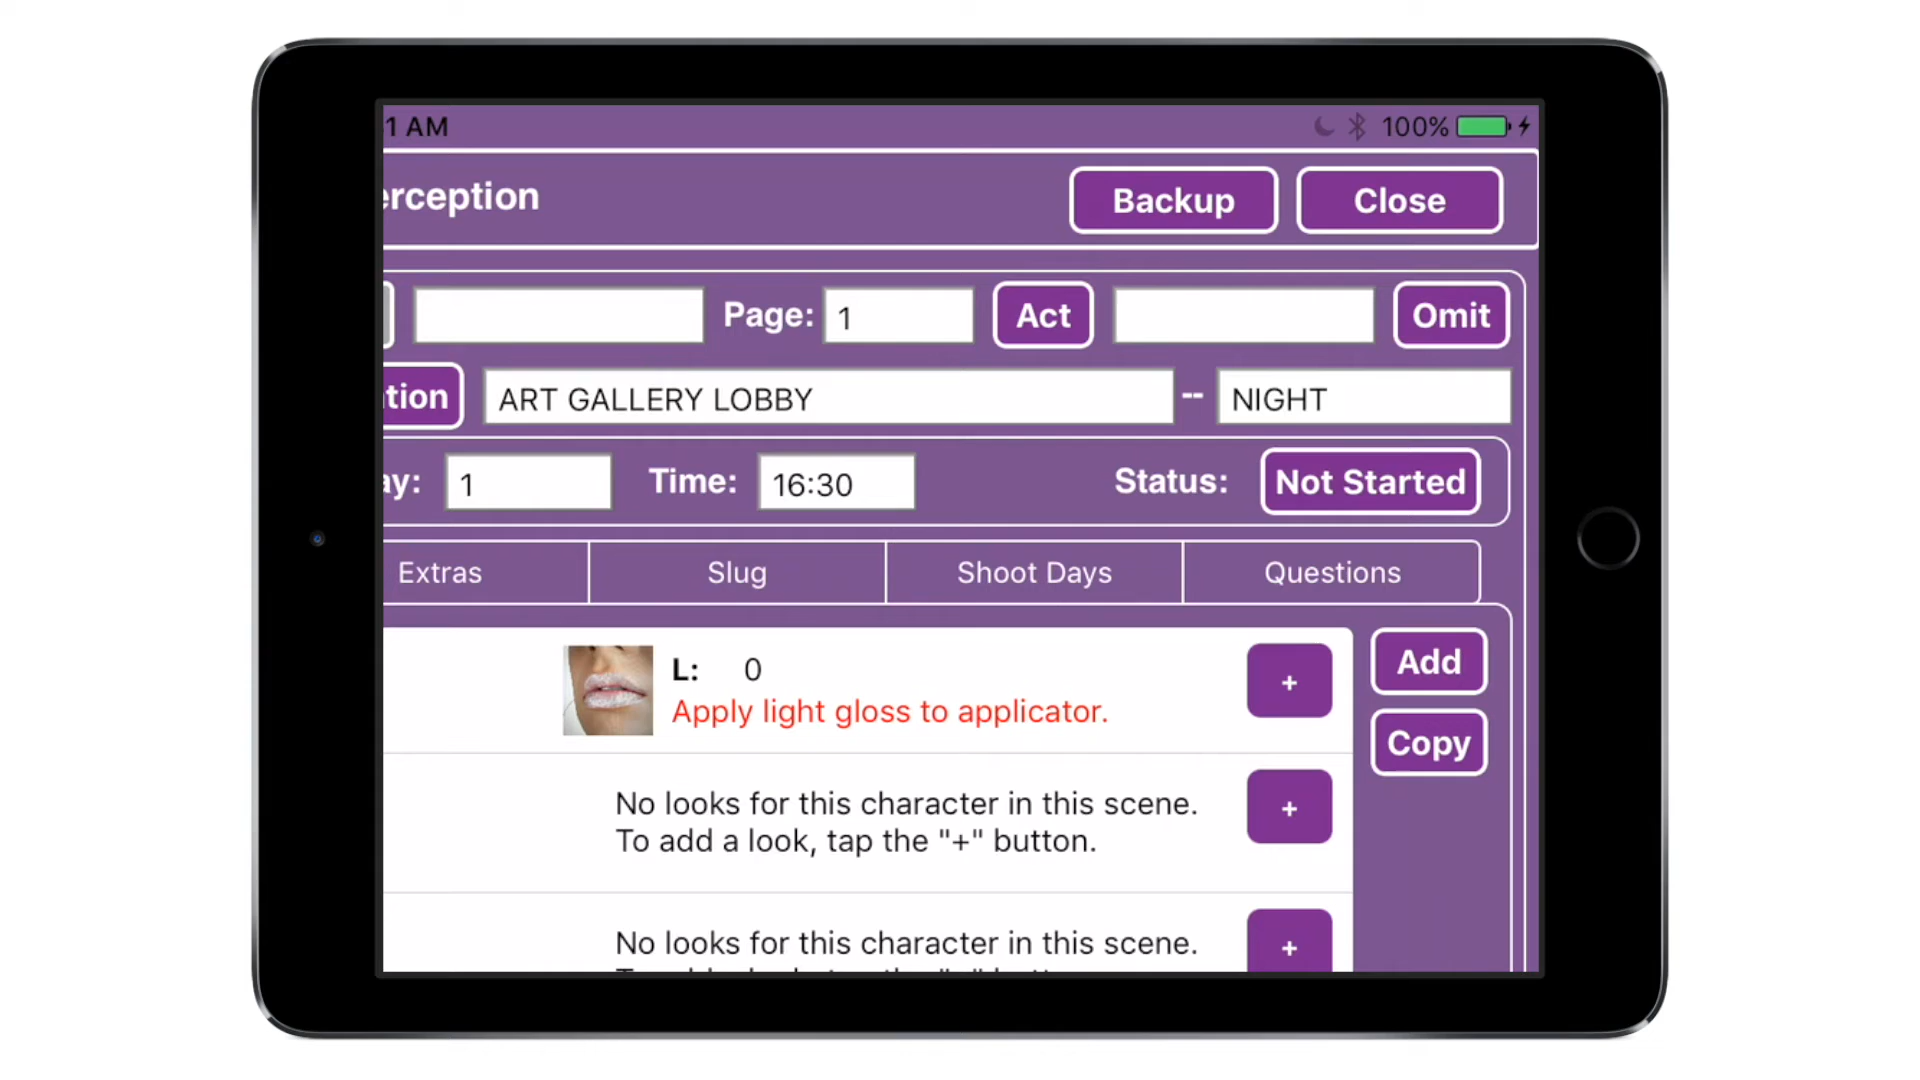 1 AM 100%
erception Backup Close
Page: 1 Act Omit
tion ART GALLERY LOBBY -- NIGHT
ay: 1 Time: 16:30 Status: Not Started
Extras Slug Shoot Days Questions
L: 0 + Add
Apply light gloss to applicator.
Copy
No looks for this character in this scene. +
To add a look, tap the "+" button.
No looks for this character in this scene. +